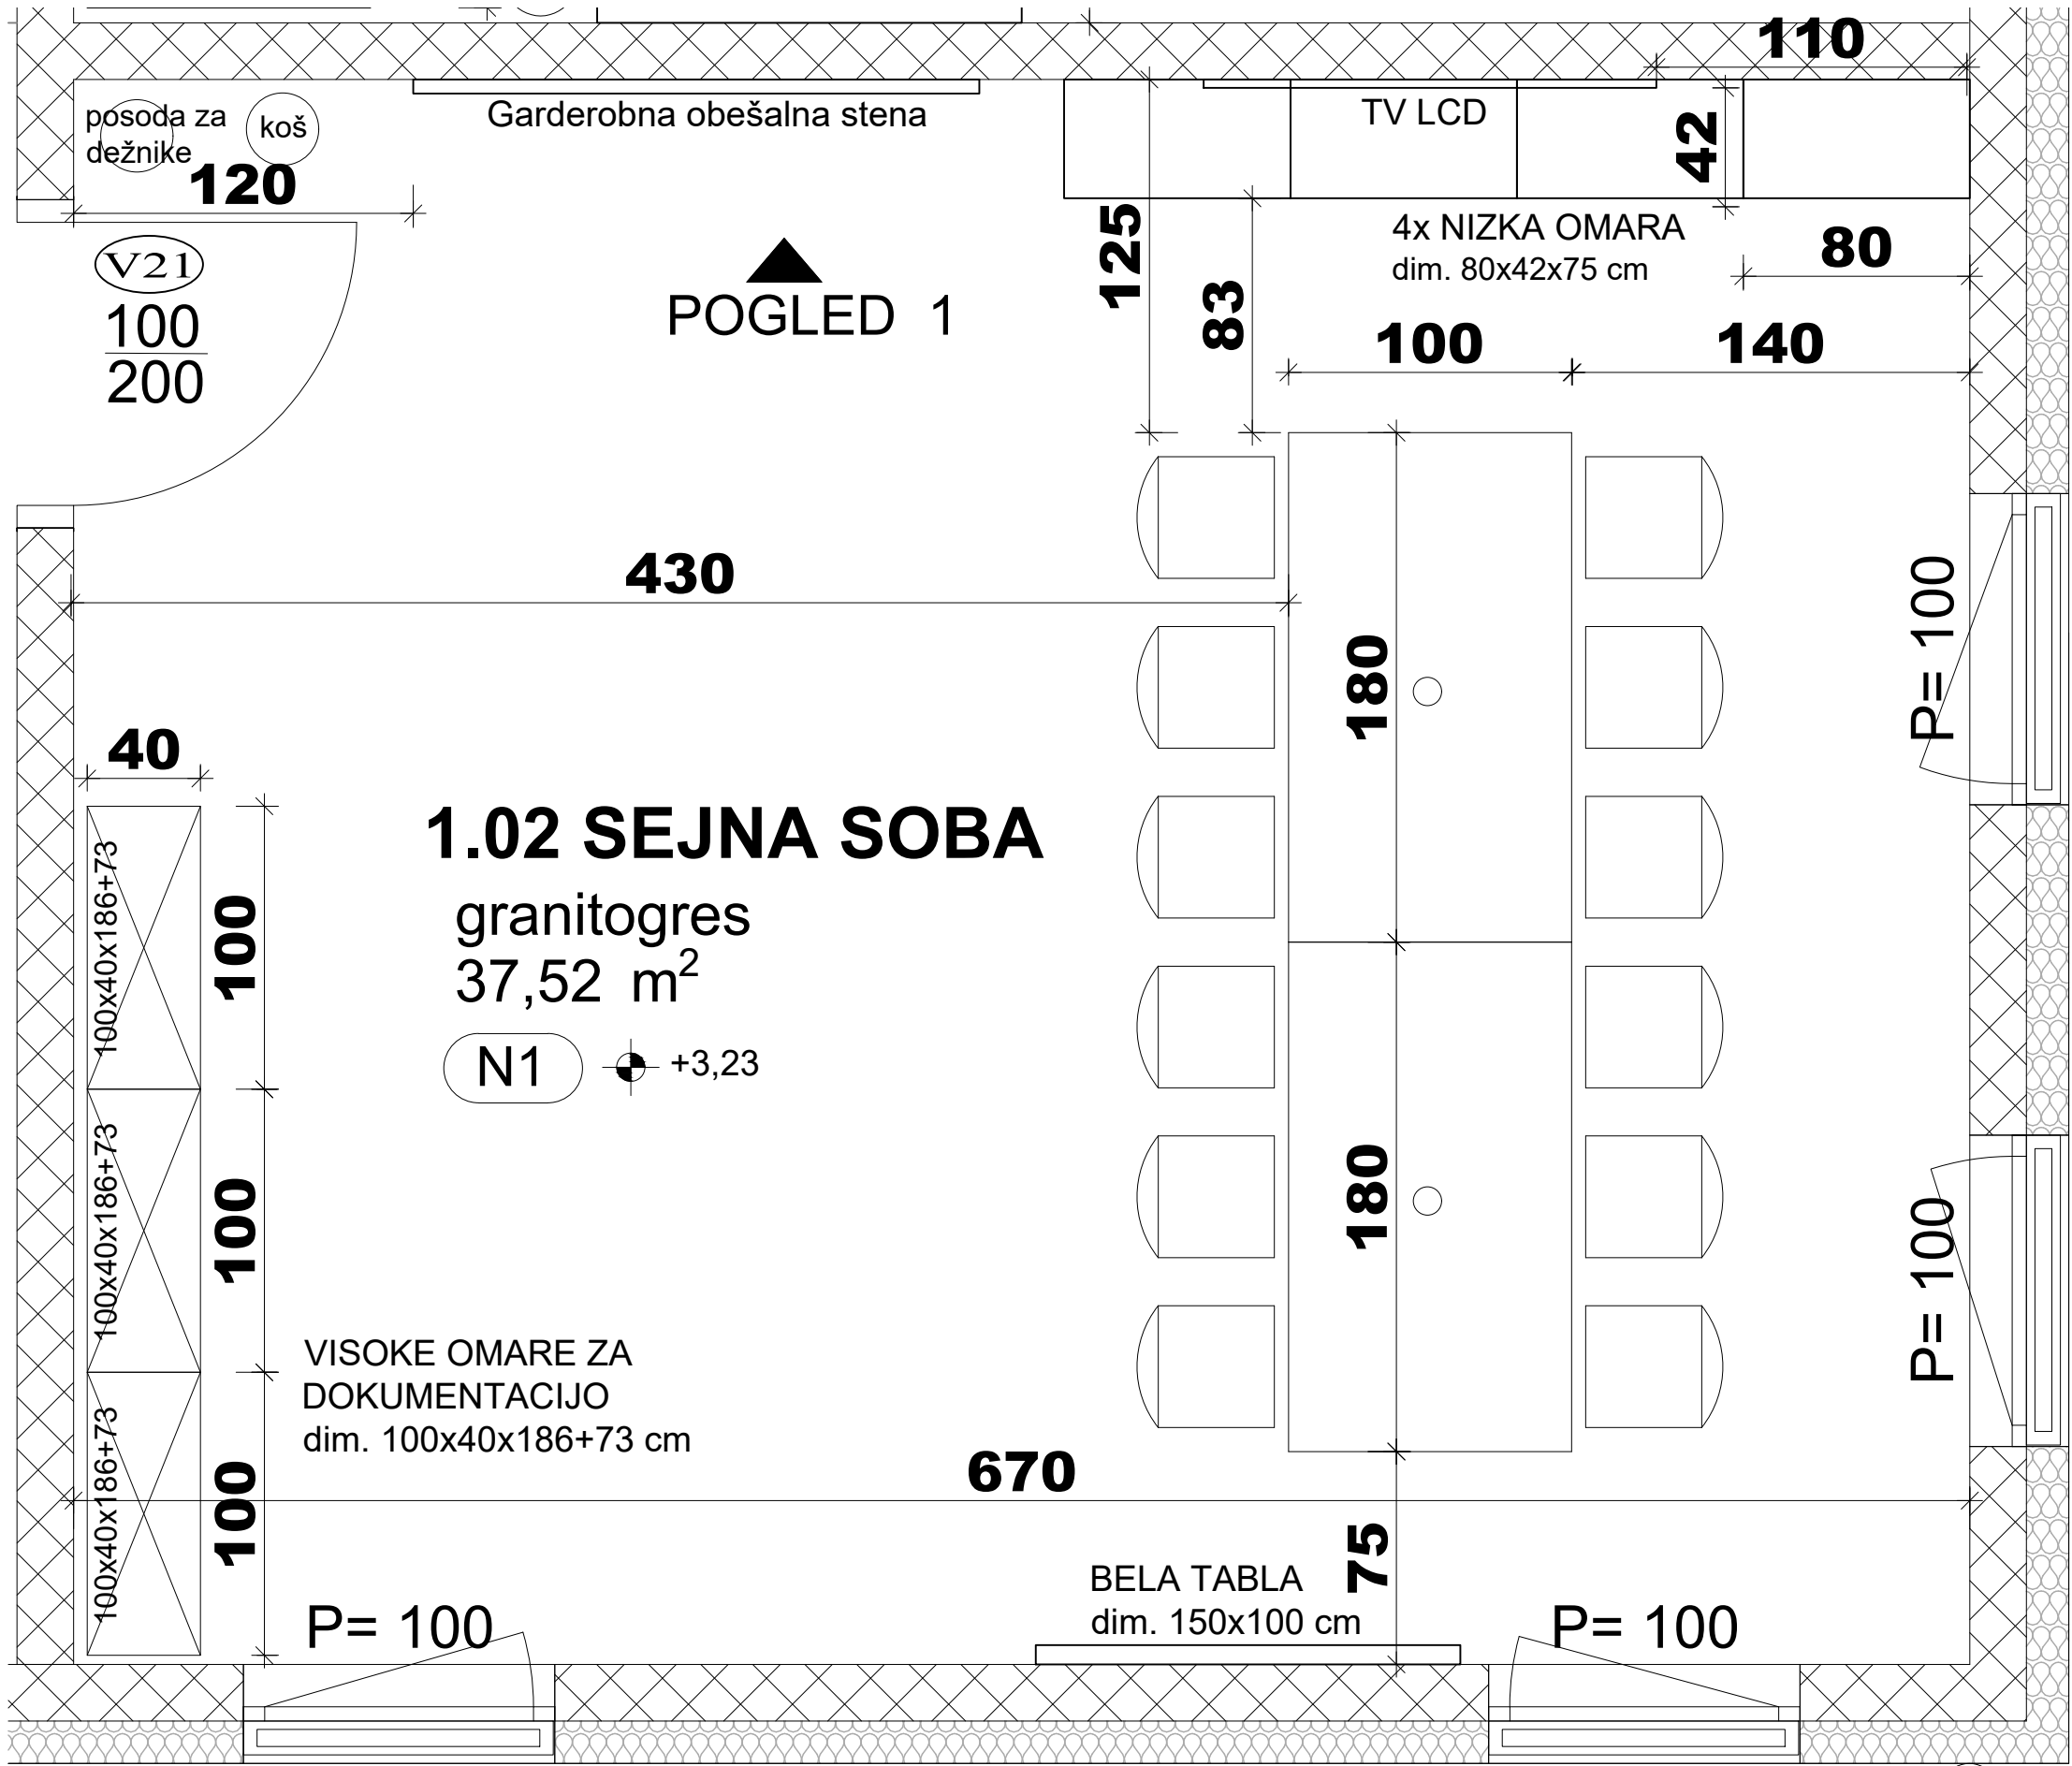 110
posoda za
dežnike
koš
Garderobna obešalna stena
TV LCD
42
120
V21
100
200
POGLED 1
125
83
4x NIZKA OMARA
dim. 80x42x75 cm
80
100
140
430
180
P= 100
40
1.02 SEJNA SOBA
granitogres
37,52 m²
N1
+3,23
100x40x186+73
100
100x40x186+73
100
100x40x186+73
100
180
P= 100
VISOKE OMARE ZA
DOKUMENTACIJO
dim. 100x40x186+73 cm
670
75
BELA TABLA
dim. 150x100 cm
P= 100
P= 100